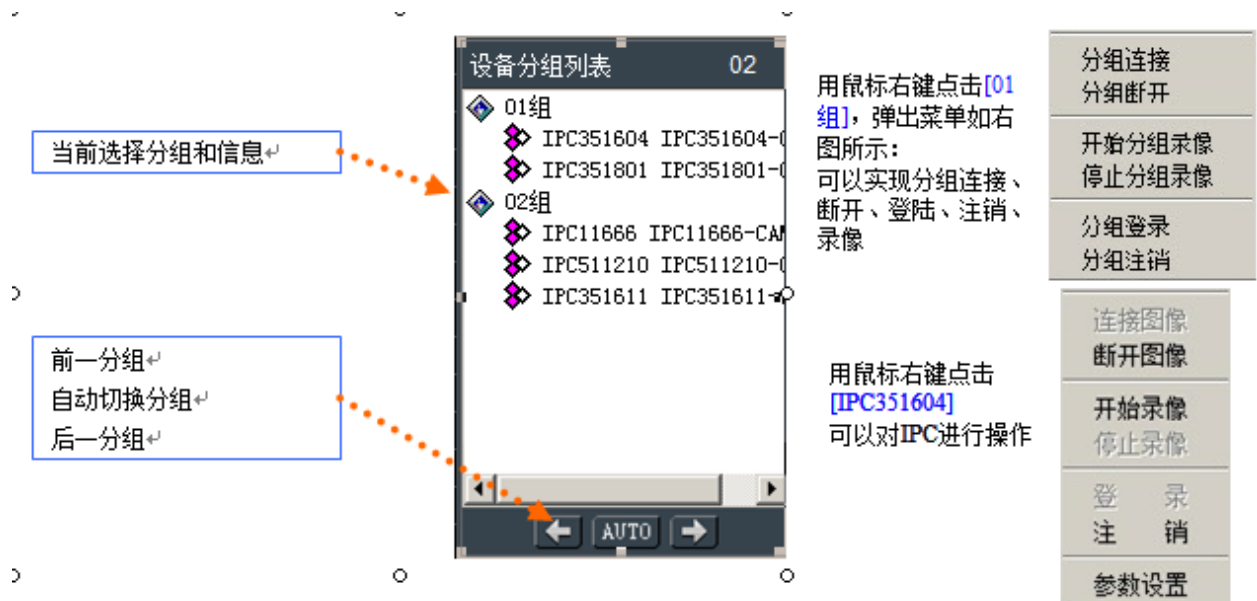 当前选择分组和信息
前一分组
自动切换分组
后一分组
设备分组列表 02
01组
IPC351604 IPC351604-
IPC351801 IPC351801-
02组
IPC11666 IPC11666-CAM
IPC511210 IPC511210-
IPC351611 IPC351611-
AUTO
用鼠标右键点击[01
组]，弹出菜单如右
图所示：
可以实现分组连接、
断开、登陆、注销、
录像
用鼠标右键点击
[IPC351604]
可以对IPC进行操作
分组连接
分组断开
开始分组录像
停止分组录像
分组登录
分组注销
连接图像
断开图像
开始录像
停止录像
登 录
注 销
参数设置